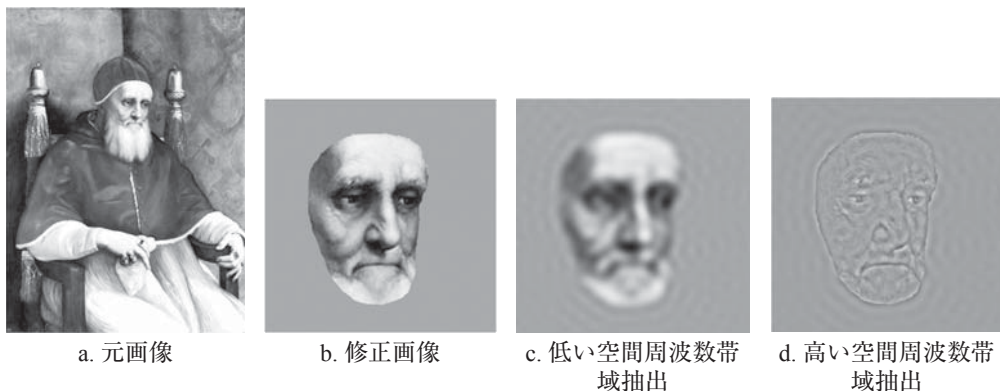 a. 元画像
b. 修正画像
c. 低い空間周波数帯
域抽出
d. 高い空間周波数帯
域抽出